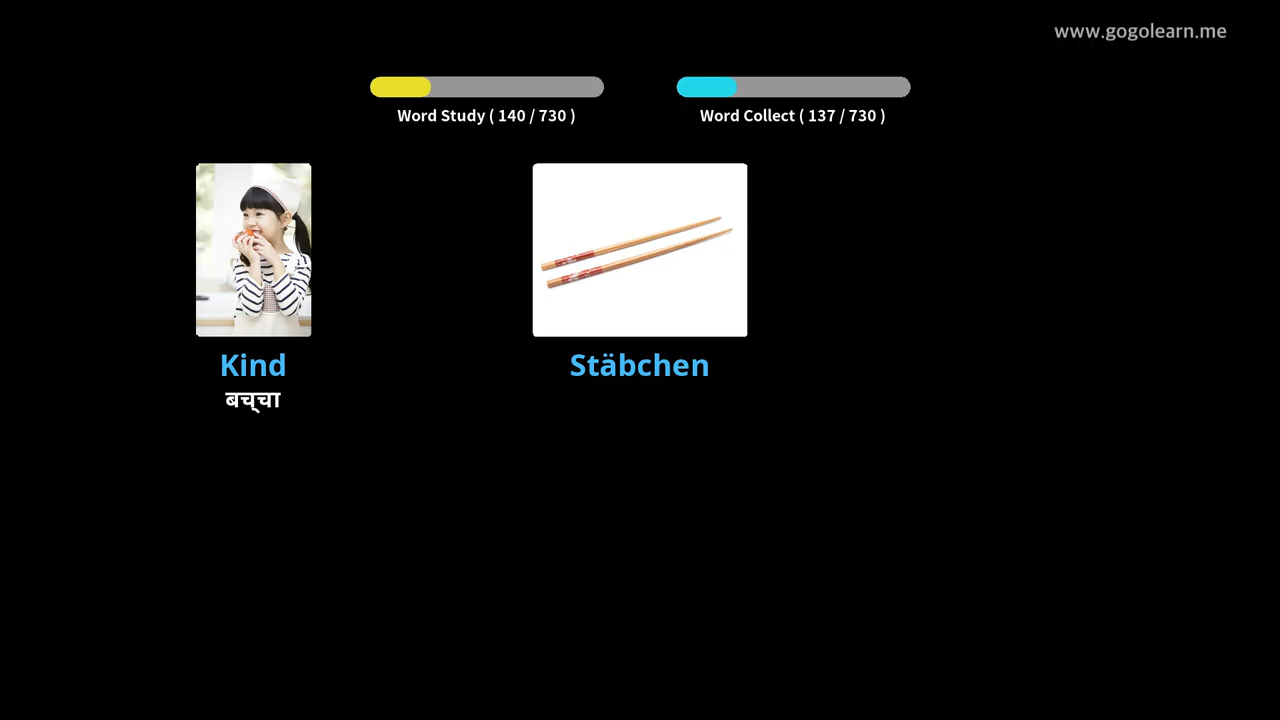 www.gogolearn.me
Word Study ( 140 / 730 )
Word Collect ( 137 / 730 )
Kind
बच्चा
Stäbchen